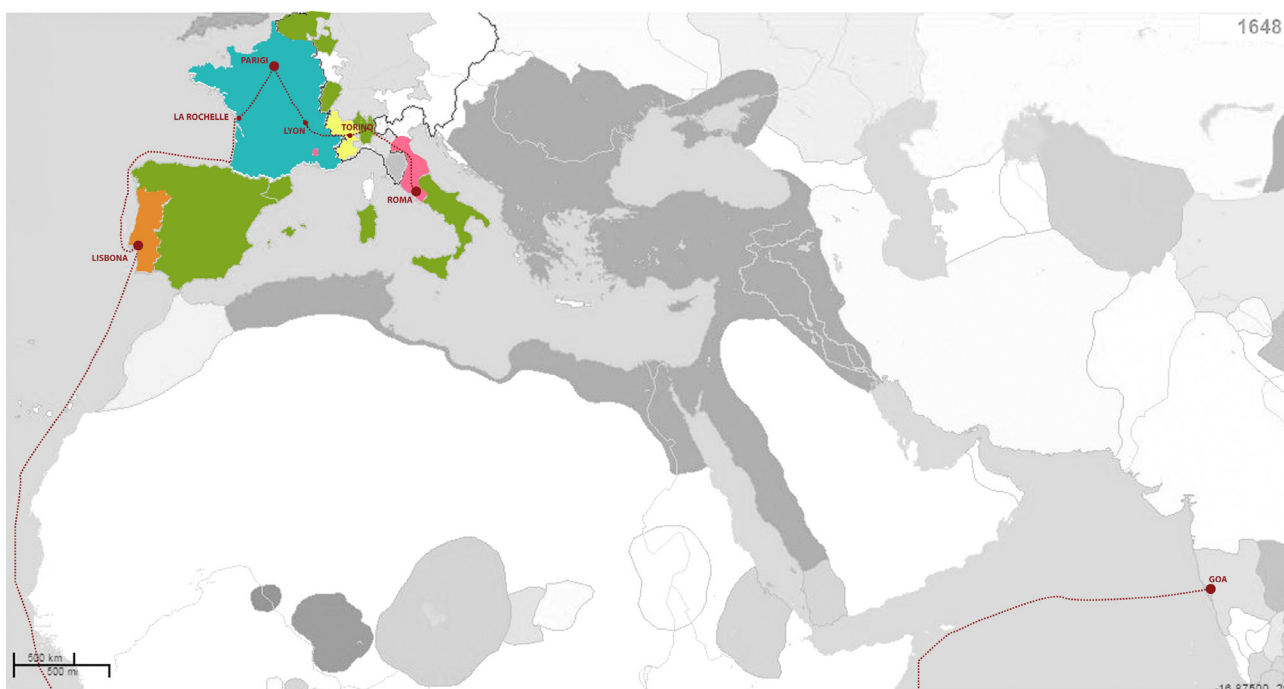 1648
PARIGI
LA ROCHELLE
LYON
TORINO
ROMA
LISBONA
GOA
500 km
500 mi